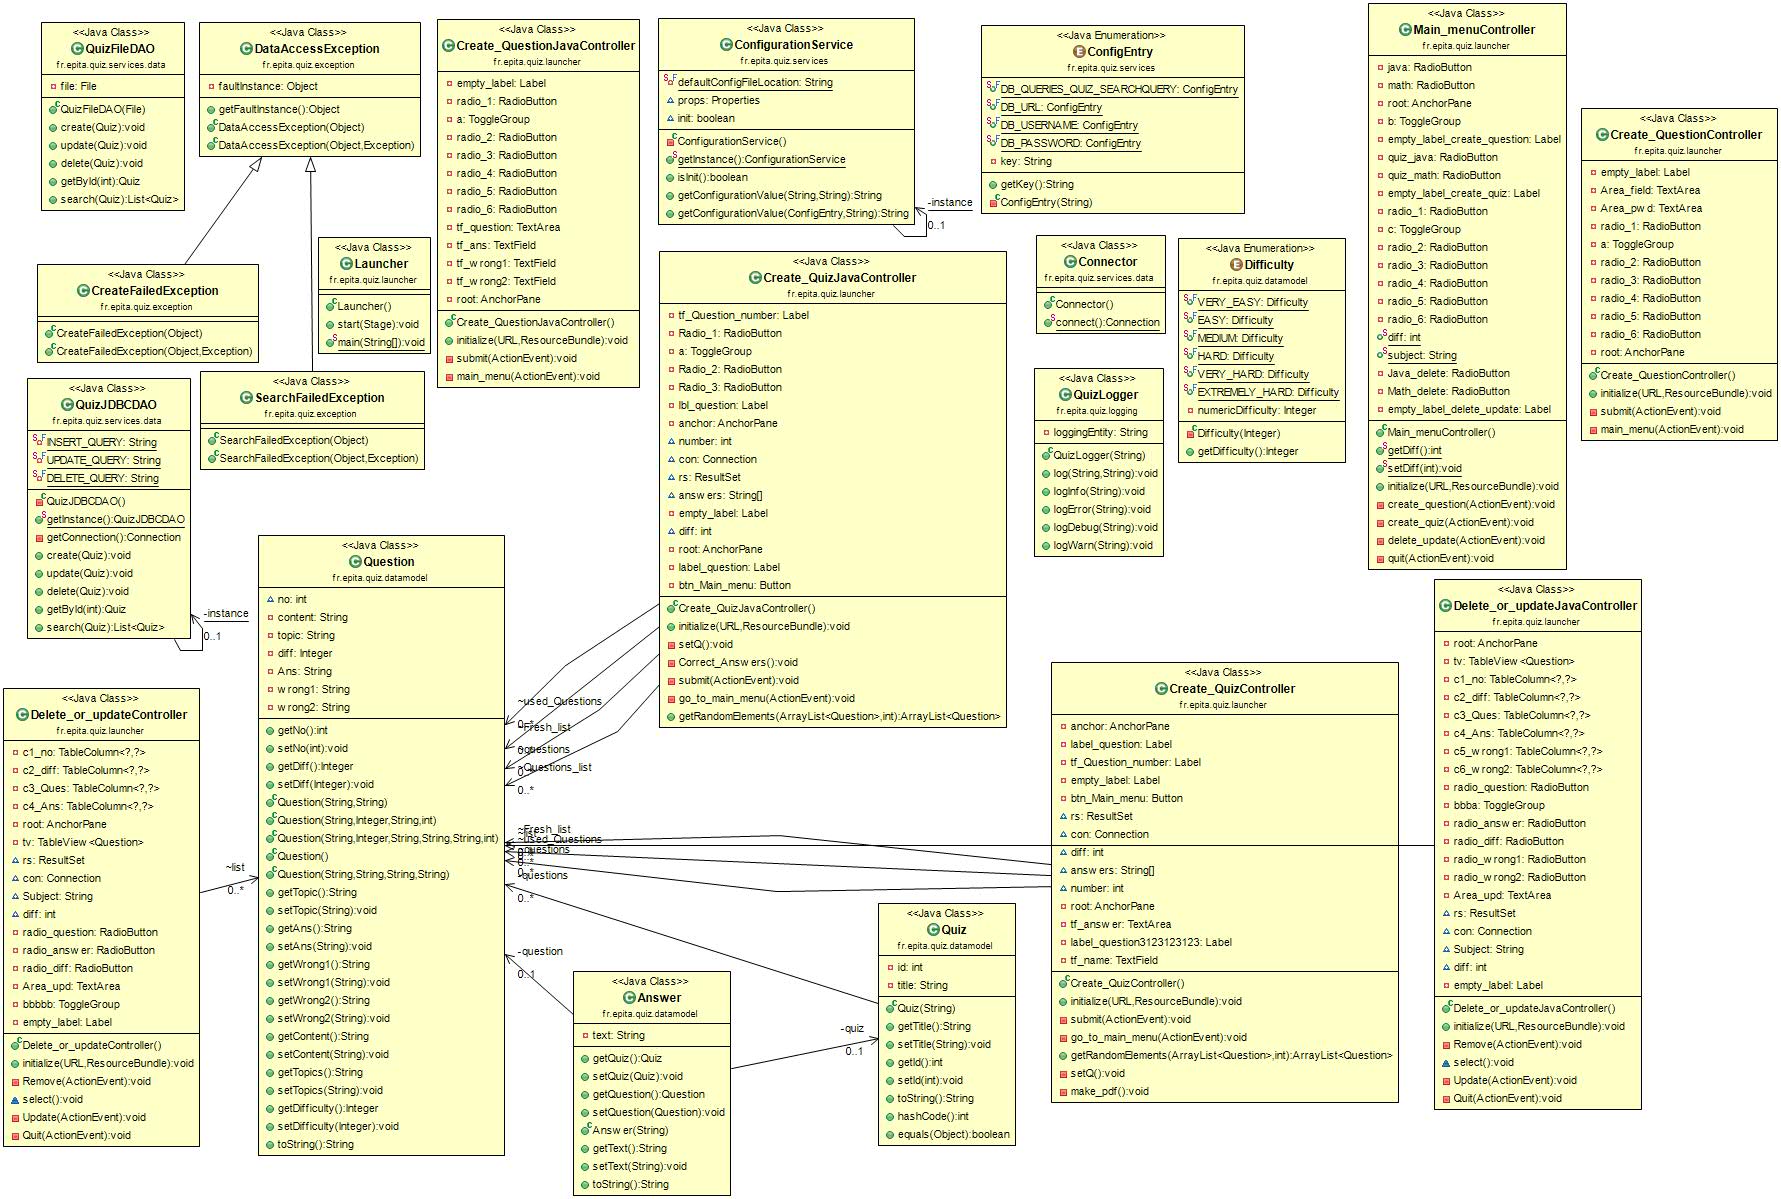 <<Java Class>>
QuizFileDAO
fr.epita.quiz.services.data
file: File
QuizFileDAO(File)
create(Quiz):void
update(Quiz):void
delete(Quiz):void
getById(int):Quiz
search(Quiz):List<Quiz>
<<Java Class>>
DataAccessException
fr.epita.quiz.exception
faultInstance: Object
getFaultInstance():Object
DataAccessException(Object)
DataAccessException(Object,Exception)
<<Java Class>>
Create_QuestionJavaController
fr.epita.quiz.launcher
empty_label: Label
radio_1: RadioButton
a: ToggleGroup
radio_2: RadioButton
radio_3: RadioButton
radio_4: RadioButton
radio_5: RadioButton
radio_6: RadioButton
tf_question: TextArea
tf_ans: TextField
tf_wrong1: TextField
tf_wrong2: TextField
root: AnchorPane
Create_QuestionJavaController()
initialize(URL,ResourceBundle):void
submit(ActionEvent):void
main_menu(ActionEvent):void
<<Java Class>>
ConfigurationService
fr.epita.quiz.services
defaultConfigFileLocation: String
props: Properties
init: boolean
ConfigurationService()
getInstance():ConfigurationService
isInit():boolean
getConfigurationValue(String,String):String
getConfigurationValue(ConfigEntry,String):String
-instance
0..1
<<Java Enumeration>>
ConfigEntry
fr.epita.quiz.services
DB_QUERIES_QUIZ_SEARCHQUERY: ConfigEntry
DB_URL: ConfigEntry
DB_USERNAME: ConfigEntry
DB_PASSWORD: ConfigEntry
key: String
getKey():String
ConfigEntry(String)
<<Java Class>>
Main_menuController
fr.epita.quiz.launcher
java: RadioButton
math: RadioButton
root: AnchorPane
b: ToggleGroup
empty_label_create_question: Label
quiz_java: RadioButton
quiz_math: RadioButton
empty_label_create_quiz: Label
radio_1: RadioButton
c: ToggleGroup
radio_2: RadioButton
radio_3: RadioButton
radio_4: RadioButton
radio_5: RadioButton
radio_6: RadioButton
diff: int
subject: String
Java_delete: RadioButton
Math_delete: RadioButton
empty_label_delete_update: Label
Main_menuController()
getDiff():int
setDiff(int):void
initialize(URL,ResourceBundle):void
create_question(ActionEvent):void
create_quiz(ActionEvent):void
delete_update(ActionEvent):void
quit(ActionEvent):void
<<Java Class>>
Create_QuestionController
fr.epita.quiz.launcher
empty_label: Label
Area_field: TextArea
Area_pwd: TextArea
radio_1: RadioButton
a: ToggleGroup
radio_2: RadioButton
radio_3: RadioButton
radio_4: RadioButton
radio_5: RadioButton
radio_6: RadioButton
root: AnchorPane
Create_QuestionController()
initialize(URL,ResourceBundle):void
submit(ActionEvent):void
main_menu(ActionEvent):void
<<Java Class>>
CreateFailedException
fr.epita.quiz.exception
CreateFailedException(Object)
CreateFailedException(Object,Exception)
<<Java Class>>
Launcher
fr.epita.quiz.launcher
Launcher()
start(Stage):void
main(String[]):void
<<Java Class>>
SearchFailedException
fr.epita.quiz.exception
SearchFailedException(Object)
SearchFailedException(Object,Exception)
<<Java Class>>
QuizJDBCDAO
fr.epita.quiz.services.data
INSERT_QUERY: String
UPDATE_QUERY: String
DELETE_QUERY: String
QuizJDBCDAO()
getInstance():QuizJDBCDAO
getConnection():Connection
create(Quiz):void
update(Quiz):void
delete(Quiz):void
getById(int):Quiz
search(Quiz):List<Quiz>
-instance
0..1
<<Java Class>>
Create_QuizJavaController
fr.epita.quiz.launcher
tf_Question_number: Label
Radio_1: RadioButton
a: ToggleGroup
Radio_2: RadioButton
Radio_3: RadioButton
lbl_question: Label
anchor: AnchorPane
number: int
con: Connection
rs: ResultSet
answers: String[]
empty_label: Label
diff: int
root: AnchorPane
label_question: Label
btn_Main_menu: Button
Create_QuizJavaController()
initialize(URL,ResourceBundle):void
setQ():void
Correct_Answers():void
submit(ActionEvent):void
go_to_main_menu(ActionEvent):void
getRandomElements(ArrayList<Question>,int):ArrayList<Question>
<<Java Class>>
Connector
fr.epita.quiz.services.data
Connector()
connect():Connection
<<Java Enumeration>>
Difficulty
fr.epita.quiz.datamodel
VERY_EASY: Difficulty
EASY: Difficulty
MEDIUM: Difficulty
HARD: Difficulty
VERY_HARD: Difficulty
EXTREMELY_HARD: Difficulty
numericDifficulty: Integer
Difficulty(Integer)
getDifficulty():Integer
<<Java Class>>
QuizLogger
fr.epita.quiz.logging
loggingEntity: String
QuizLogger(String)
log(String,String):void
logInfo(String):void
logError(String):void
logDebug(String):void
logWarn(String):void
<<Java Class>>
Question
fr.epita.quiz.datamodel
no: int
content: String
topic: String
diff: Integer
Ans: String
wrong1: String
wrong2: String
getNo():int
setNo(int):void
getDiff():Integer
setDiff(Integer):void
Question(String,String)
Question(String,Integer,String,int)
Question(String,Integer,String,String,String,int)
Question()
Question(String,String,String,String)
getTopic():String
setTopic(String):void
getAns():String
setAns(String):void
getWrong1():String
setWrong1(String):void
getWrong2():String
setWrong2(String):void
getContent():String
setContent(String):void
getTopics():String
setTopics(String):void
getDifficulty():Integer
setDifficulty(Integer):void
toString():String
~used_Questions
0..*
~Fresh_list
~questions
0..*
~Questions_list
0..*
~Fresh_list
~used_Questions
~questions
0..*
-questions
0..*
-question
0..1
<<Java Class>>
Delete_or_updateController
fr.epita.quiz.launcher
c1_no: TableColumn<?,?>
c2_diff: TableColumn<?,?>
c3_Ques: TableColumn<?,?>
c4_Ans: TableColumn<?,?>
root: AnchorPane
tv: TableView<Question>
rs: ResultSet
con: Connection
Subject: String
diff: int
radio_question: RadioButton
radio_answer: RadioButton
radio_diff: RadioButton
Area_upd: TextArea
bbbbb: ToggleGroup
empty_label: Label
Delete_or_updateController()
initialize(URL,ResourceBundle):void
Remove(ActionEvent):void
select():void
Update(ActionEvent):void
Quit(ActionEvent):void
~list
0..*
<<Java Class>>
Answer
fr.epita.quiz.datamodel
text: String
getQuiz():Quiz
setQuiz(Quiz):void
getQuestion():Question
setQuestion(Question):void
Answer(String)
getText():String
setText(String):void
toString():String
-quiz
0..1
<<Java Class>>
Quiz
fr.epita.quiz.datamodel
id: int
title: String
Quiz(String)
getTitle():String
setTitle(String):void
getId():int
setId(int):void
toString():String
hashCode():int
equals(Object):boolean
<<Java Class>>
Create_QuizController
fr.epita.quiz.launcher
anchor: AnchorPane
label_question: Label
tf_Question_number: Label
empty_label: Label
btn_Main_menu: Button
rs: ResultSet
con: Connection
diff: int
answers: String[]
number: int
root: AnchorPane
tf_answer: TextArea
label_question3123123123: Label
tf_name: TextField
Create_QuizController()
initialize(URL,ResourceBundle):void
submit(ActionEvent):void
go_to_main_menu(ActionEvent):void
getRandomElements(ArrayList<Question>,int):ArrayList<Question>
setQ():void
make_pdf():void
<<Java Class>>
Delete_or_updateJavaController
fr.epita.quiz.launcher
root: AnchorPane
tv: TableView<Question>
c1_no: TableColumn<?,?>
c2_diff: TableColumn<?,?>
c3_Ques: TableColumn<?,?>
c4_Ans: TableColumn<?,?>
c5_wrong1: TableColumn<?,?>
c6_wrong2: TableColumn<?,?>
radio_question: RadioButton
bbba: ToggleGroup
radio_answer: RadioButton
radio_diff: RadioButton
radio_wrong1: RadioButton
radio_wrong2: RadioButton
Area_upd: TextArea
rs: ResultSet
con: Connection
Subject: String
diff: int
empty_label: Label
Delete_or_updateJavaController()
initialize(URL,ResourceBundle):void
Remove(ActionEvent):void
select():void
Update(ActionEvent):void
Quit(ActionEvent):void